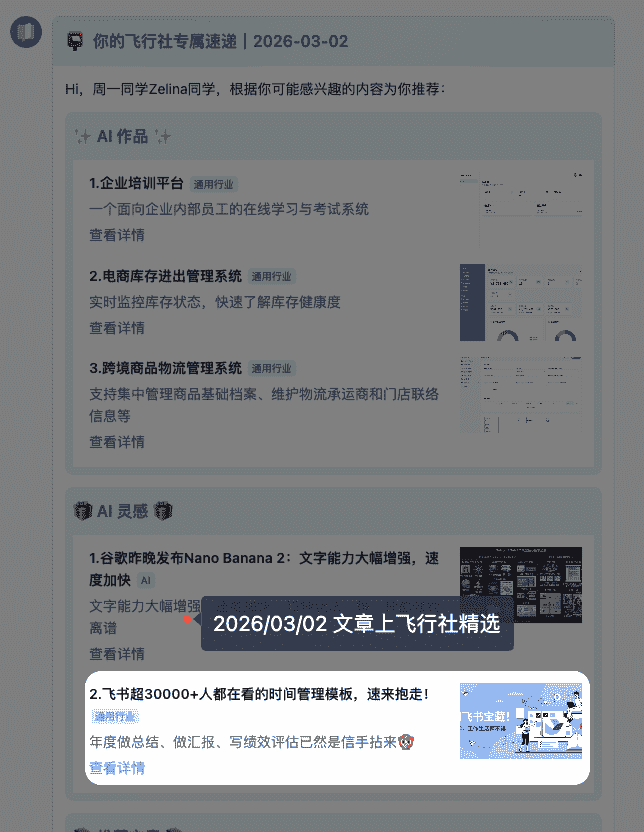 你的飞行社专属速递 | 2026-03-02
Hi，周一同学Zelina同学，根据你可能感兴趣的内容为你推荐：
AI 作品
1.企业培训平台 通用行业
一个面向企业内部员工的在线学习与考试系统
查看详情
2.电商库存进出管理系统 通用行业
实时监控库存状态，快速了解库存健康度
查看详情
3.跨境商品物流管理系统 通用行业
支持集中管理商品基础档案、维护物流承运商和门店联络
信息等
查看详情
AI 灵感
1.谷歌昨晚发布Nano Banana 2：文字能力大幅增强，速
度加快 AI
文字能力大幅增强
离谱
2026/03/02 文章上飞行社精选
查看详情
2.飞书超30000+人都在看的时间管理模板，速来抱走！
通用行业
年度做总结、做汇报、写绩效评估已然是信手拈来
查看详情
飞书宝藏！